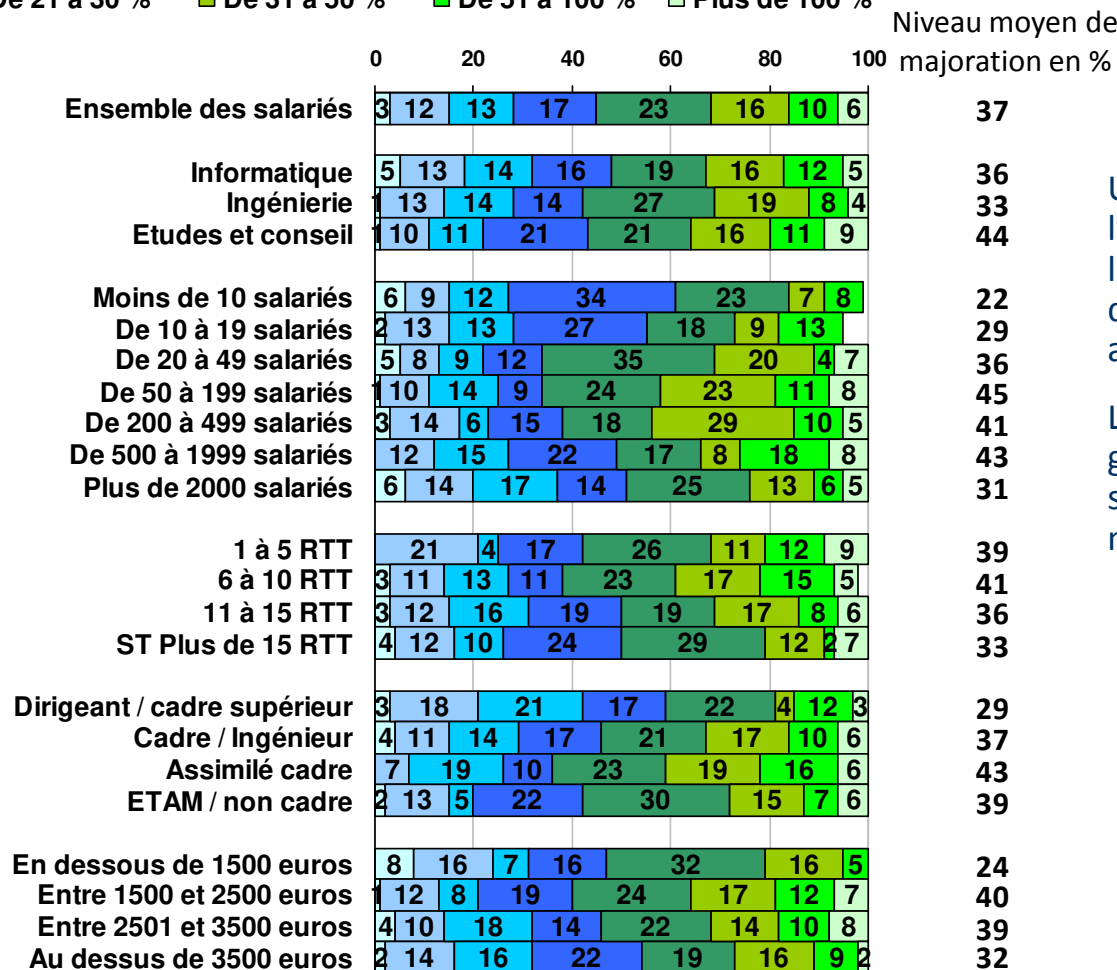 De 21 à 30 % De 31 à 50 % De 51 à 100 % Plus de 100 %
Niveau moyen de
majoration en %
0 20 40 60 80 100
Ensemble des salariés 3 12 13 17 23 16 10 6 37
Informatique 5 13 14 16 19 16 12 5 36
Ingénierie 1 13 14 14 27 19 8 4 33
Etudes et conseil 1 10 11 21 21 16 11 9 44
Moins de 10 salariés 6 9 12 34 23 7 8 22
De 10 à 19 salariés 2 13 13 27 18 9 13 29
De 20 à 49 salariés 5 8 9 12 35 20 4 7 36
De 50 à 199 salariés 1 10 14 9 24 23 11 8 45
De 200 à 499 salariés 3 14 6 15 18 29 10 5 41
De 500 à 1999 salariés 12 15 22 17 8 18 8 43
Plus de 2000 salariés 6 14 17 14 25 13 6 5 31
1 à 5 RTT 21 4 17 26 11 12 9 39
6 à 10 RTT 3 11 13 11 23 17 15 5 41
11 à 15 RTT 3 12 16 19 19 17 8 6 36
ST Plus de 15 RTT 4 12 10 24 29 12 2 7 33
Dirigeant / cadre supérieur 3 18 21 17 22 4 12 3 29
Cadre / Ingénieur 4 11 14 17 21 17 10 6 37
Assimilé cadre 7 19 10 23 19 16 6 43
ETAM / non cadre 2 13 5 22 30 15 7 6 39
En dessous de 1500 euros 8 16 7 16 32 16 5 24
Entre 1500 et 2500 euros 1 12 8 19 24 17 12 7 40
Entre 2501 et 3500 euros 4 10 18 14 22 14 10 8 39
Au dessus de 3500 euros 2 14 16 22 19 16 9 2 32